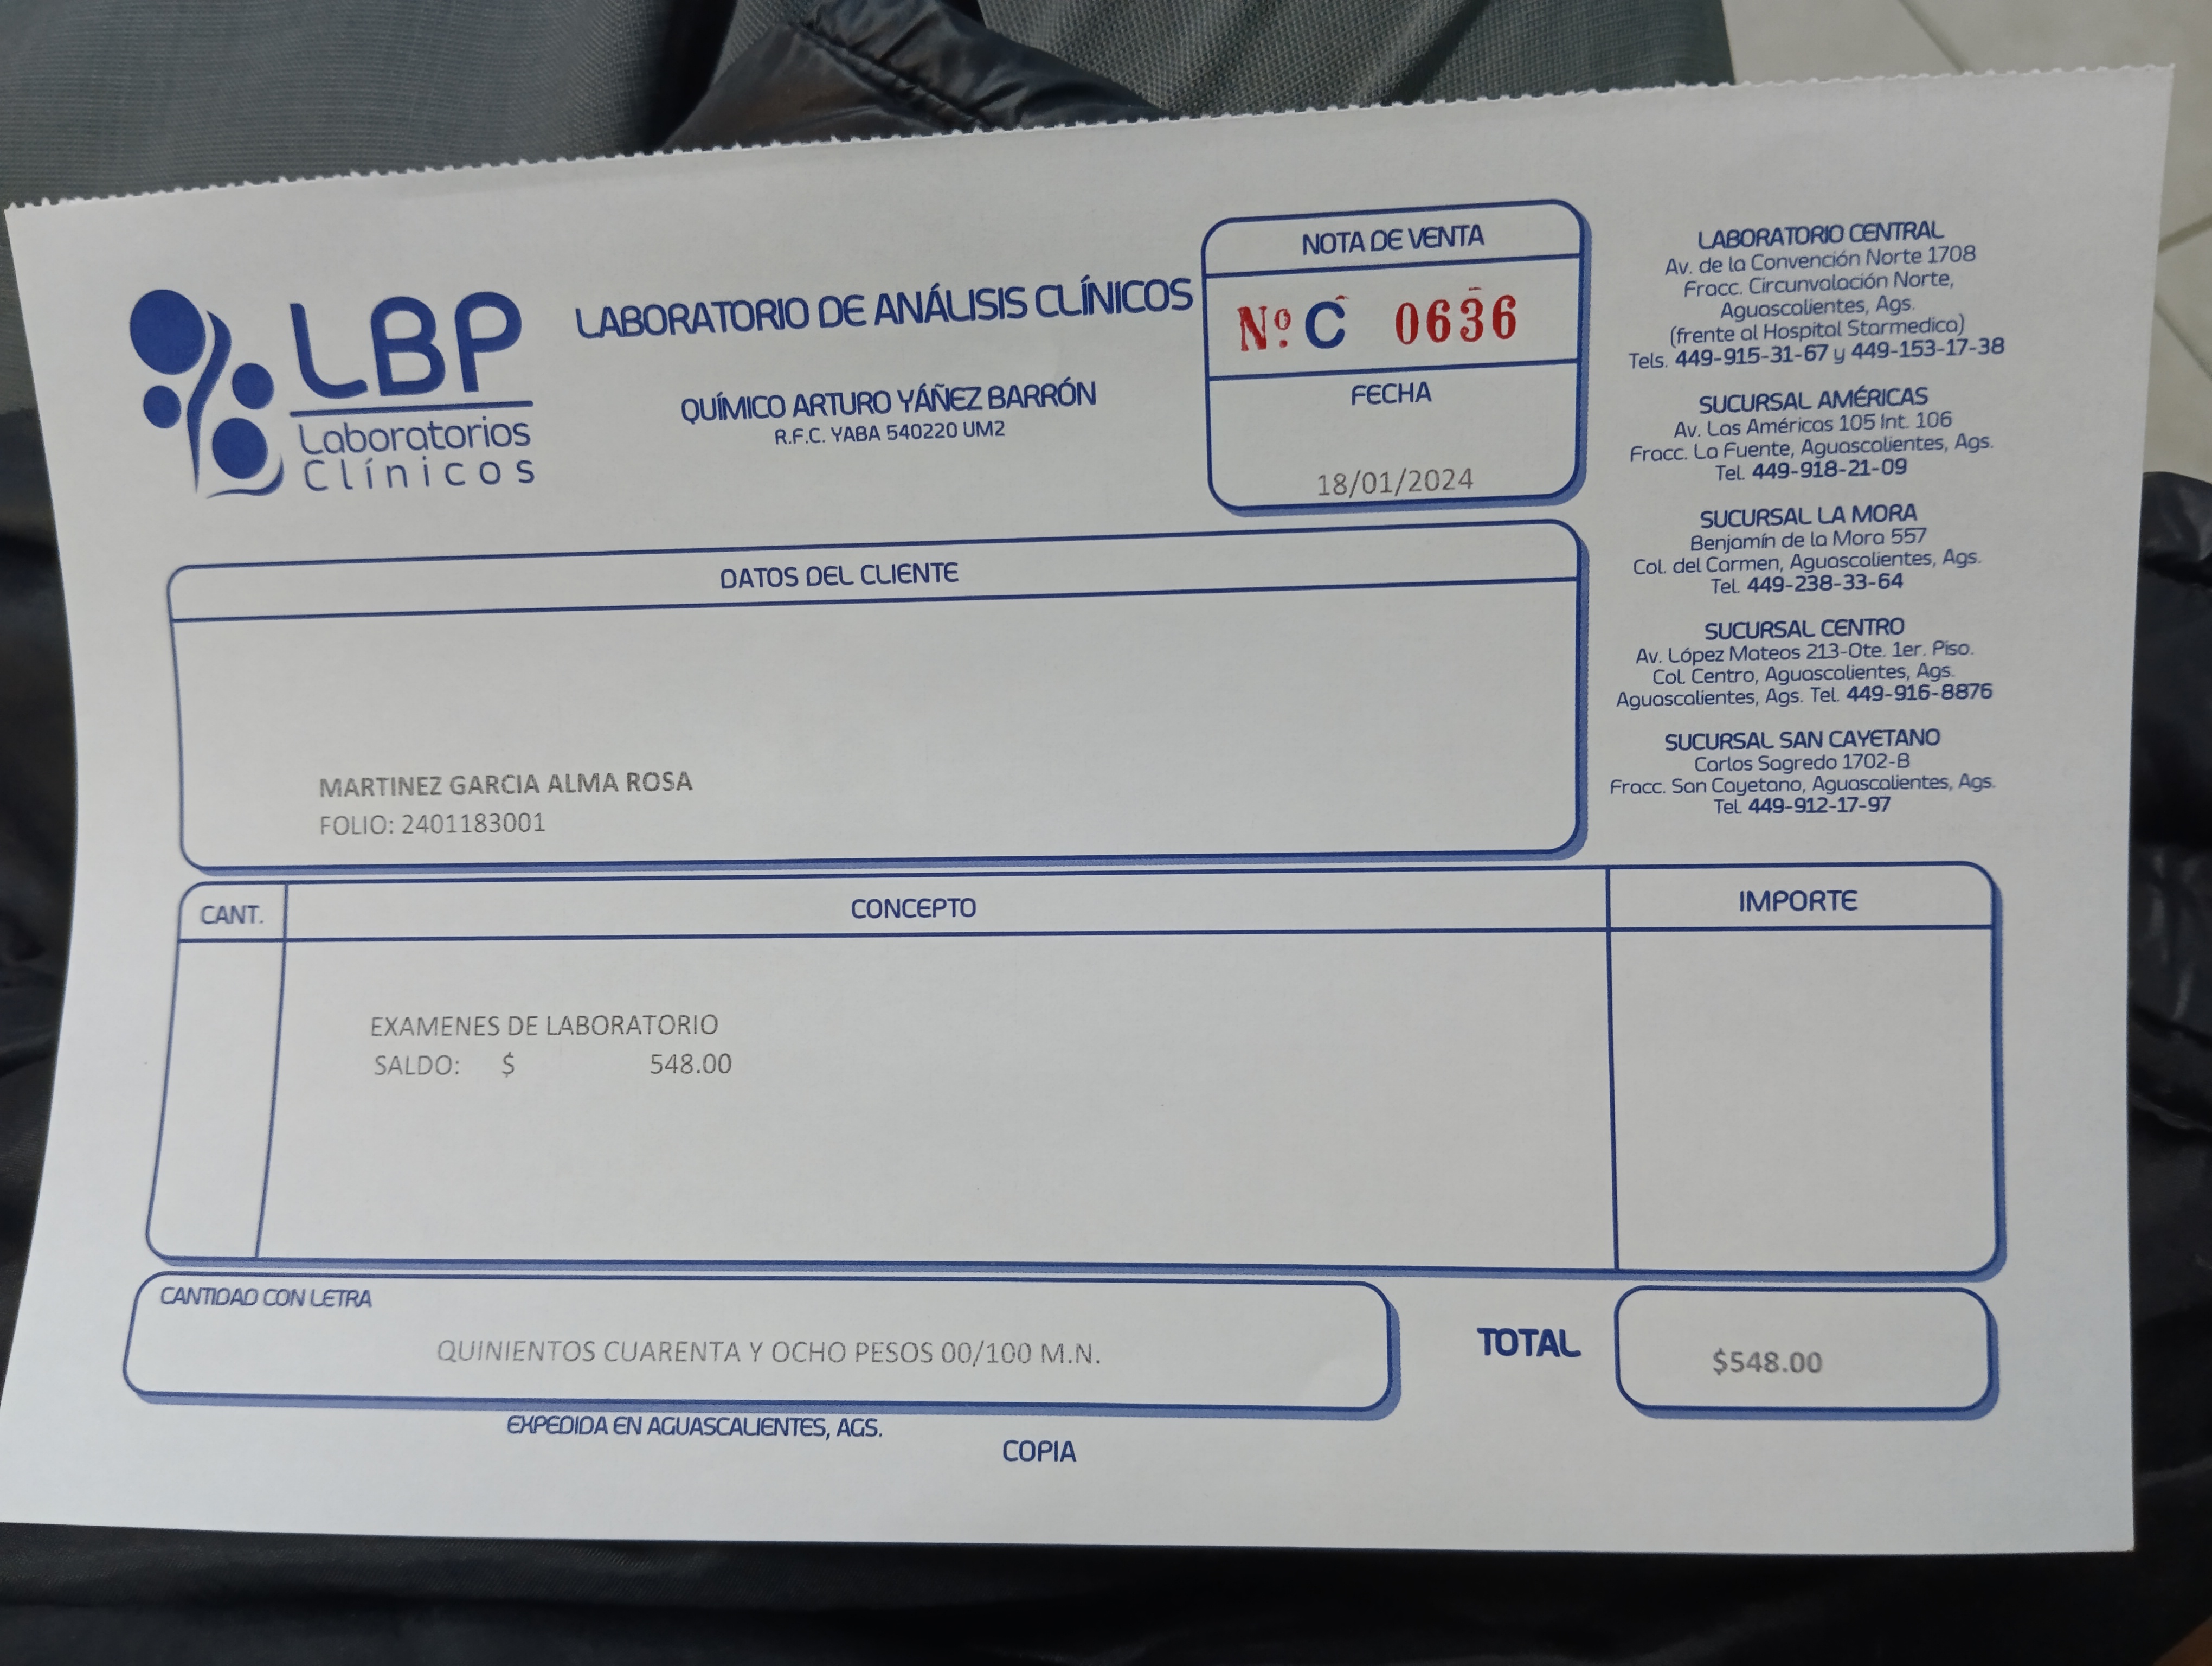 LBP
Laboratorios
Clínicos
LABORATORIO DE ANÁLISIS CLÍNICOS
QUÍMICO ARTURO YÁÑEZ BARRÓN
R.F.C. YABA 540220 UM2
NOTA DE VENTA
Nº. C 0636
FECHA
18/01/2024
LABORATORIO CENTRAL
Av. de la Convención Norte 1708
Fracc. Circunvalación Norte,
Aguascalientes, Ags.
(frente al Hospital Starmedica)
Tels. 449-915-31-67 y 449-153-17-38
SUCURSAL AMÉRICAS
Av. Las Américas 105 Int. 106
Fracc. La Fuente, Aguascalientes, Ags.
Tel. 449-918-21-09
SUCURSAL LA MORA
Benjamín de la Mora 557
Col. del Carmen, Aguascalientes, Ags.
Tel. 449-238-33-64
SUCURSAL CENTRO
Av. López Mateos 213-Ote. 1er. Piso.
Col. Centro, Aguascalientes, Ags.
Aguascalientes, Ags. Tel. 449-916-8876
SUCURSAL SAN CAYETANO
Carlos Sagredo 1702-B
Fracc. San Cayetano, Aguascalientes, Ags.
Tel. 449-912-17-97
DATOS DEL CLIENTE
MARTINEZ GARCIA ALMA ROSA
FOLIO: 2401183001
CANT. CONCEPTO IMPORTE
EXAMENES DE LABORATORIO
SALDO: $ 548.00
CANTIDAD CON LETRA
QUINIENTOS CUARENTA Y OCHO PESOS 00/100 M.N.
TOTAL $548.00
EXPEDIDA EN AGUASCALIENTES, AGS.
COPIA